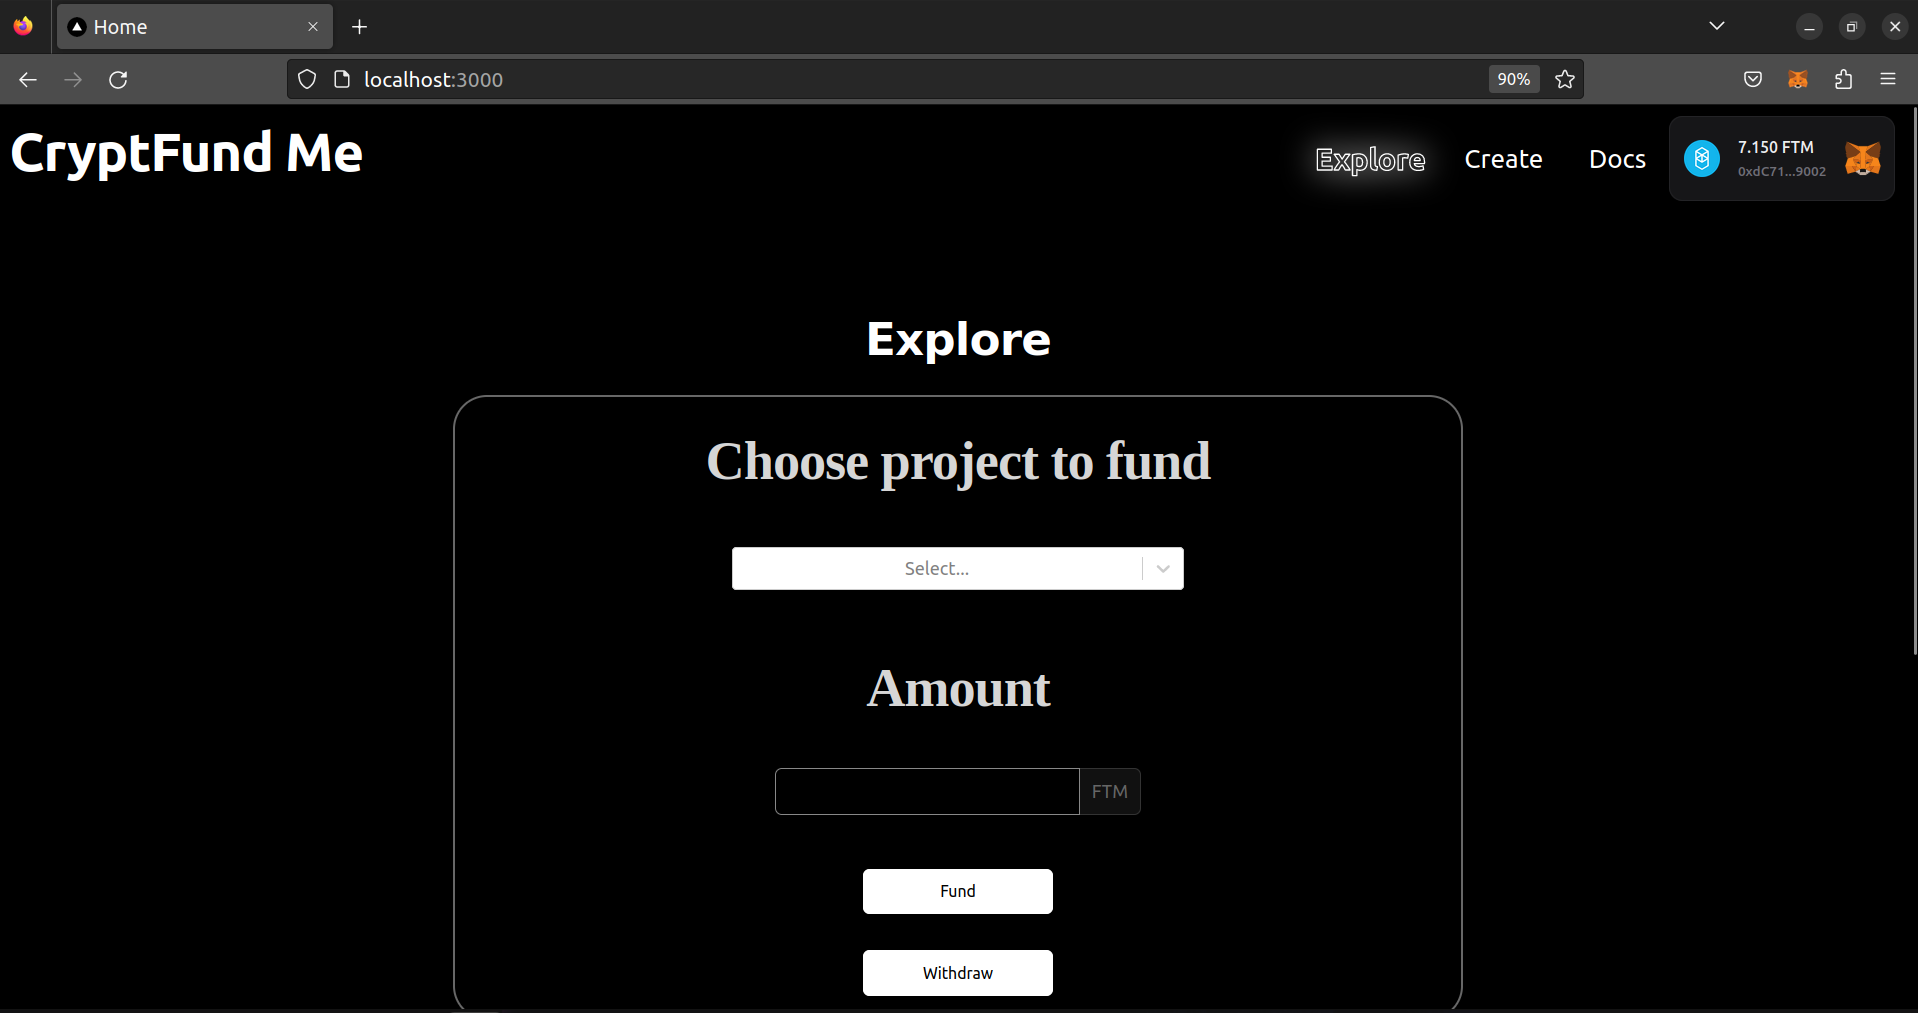 Home
localhost:3000
90%
CryptFund Me
Explore
Create
Docs
7.150 FTM
0xdC71...9002
Explore
Choose project to fund
Select...
Amount
FTM
Fund
Withdraw